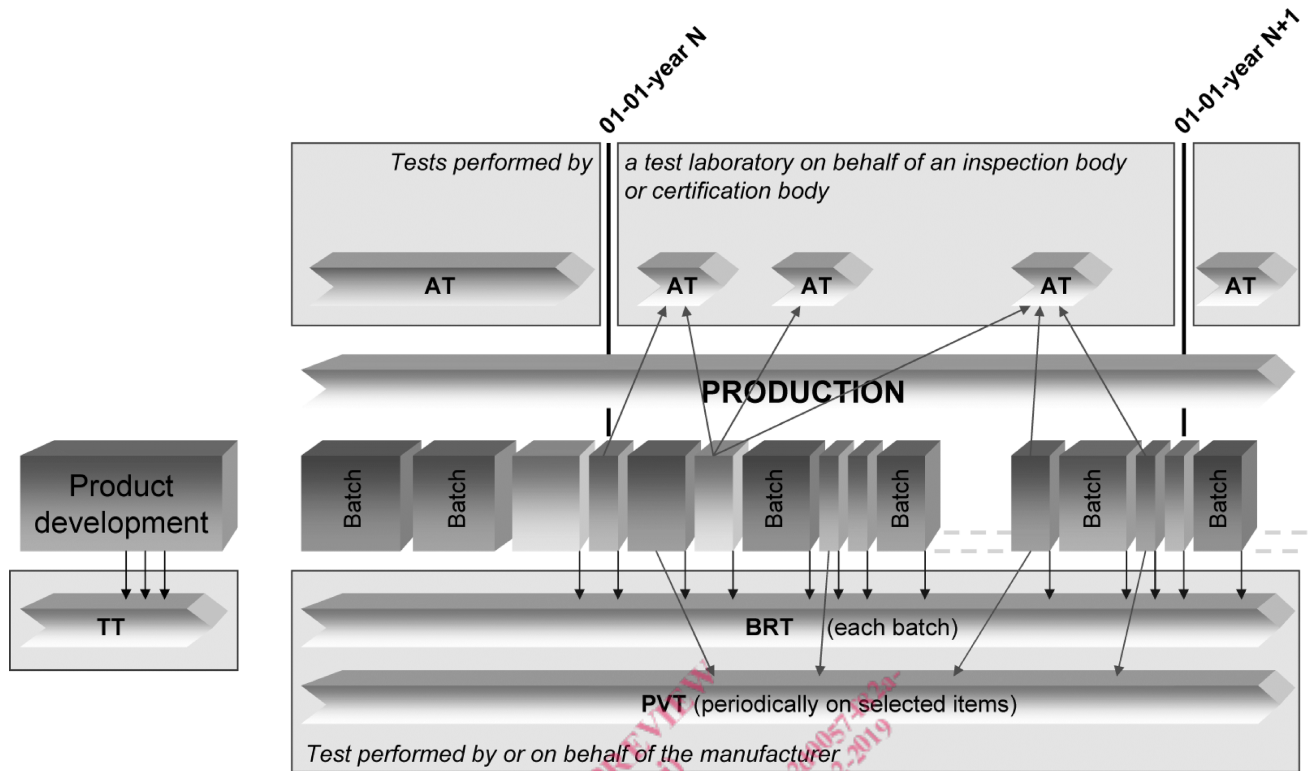 01-01-year N
01-01-year N+1
Tests performed by
a test laboratory on behalf of an inspection body
or certification body
AT
AT
AT
AT
AT
PRODUCTION
Product
development
Batch
Batch
Batch
Batch
Batch
Batch
TT
BRT (each batch)
PVT (periodically on selected items)
Test performed by or on behalf of the manufacturer
PREVIEW